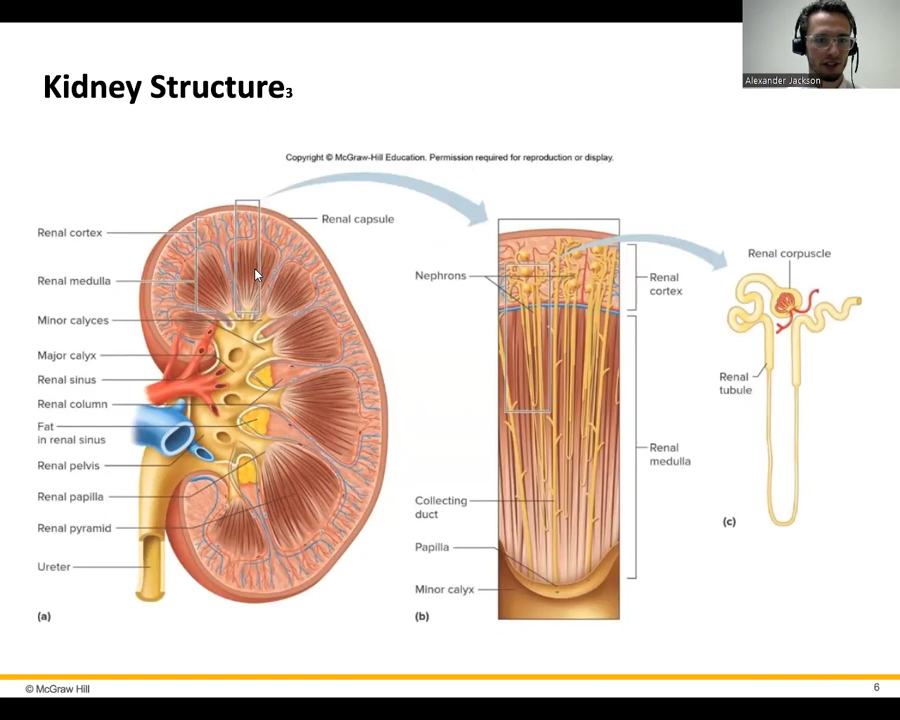 Alexander Jackson
Kidney Structure3
Copyright © McGraw-Hill Education. Permission required for reproduction or display.
Renal cortex
Renal medulla
Minor calyces
Major calyx
Renal sinus
Renal column
Fat
in renal sinus
Renal pelvis
Renal papilla
Renal pyramid
Ureter
(a)
Renal capsule
Nephrons
Collecting
duct
Papilla
Minor calyx
(b)
Renal
cortex
Renal
medulla
Renal corpuscle
Renal
tubule
(c)
© McGraw Hill
6